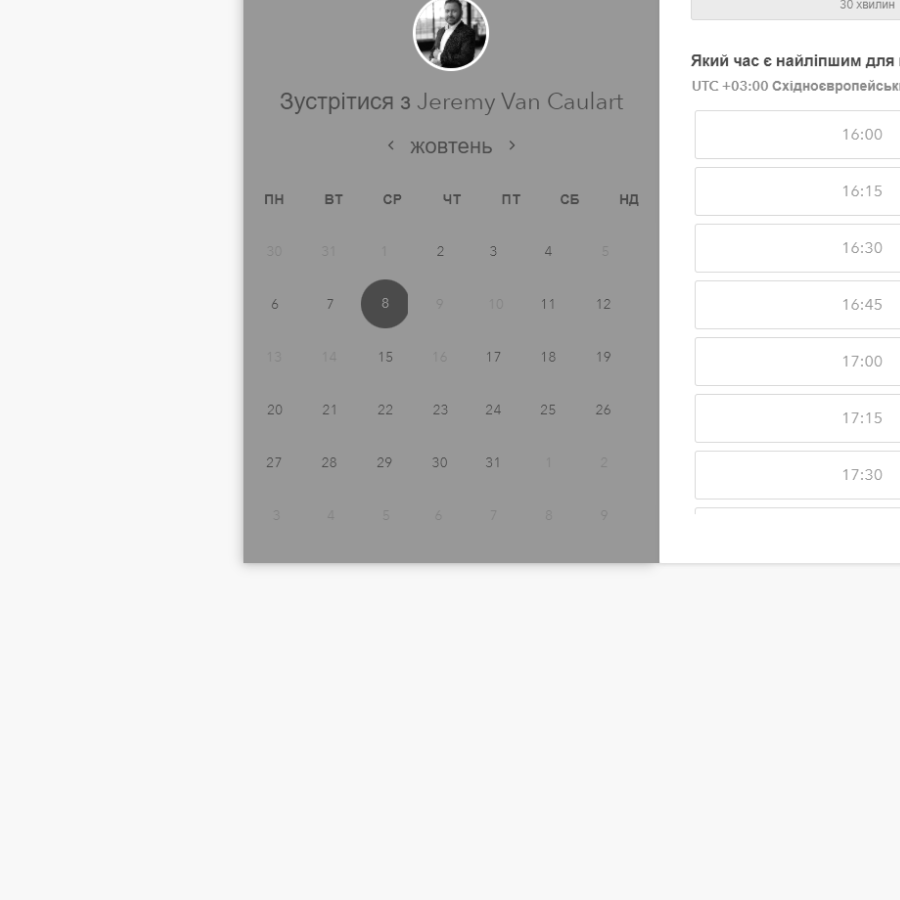 30 хвилин
Зустрітися з Jeremy Van Caulart
жовтень
ПН ВТ СР ЧТ ПТ СБ НД
30 31 1 2 3 4 5
6 7 8 9 10 11 12
13 14 15 16 17 18 19
20 21 22 23 24 25 26
27 28 29 30 31 1 2
3 4 5 6 7 8 9
Який час є найліпшим для
UTC +03:00
16:00
16:15
16:30
16:45
17:00
17:15
17:30